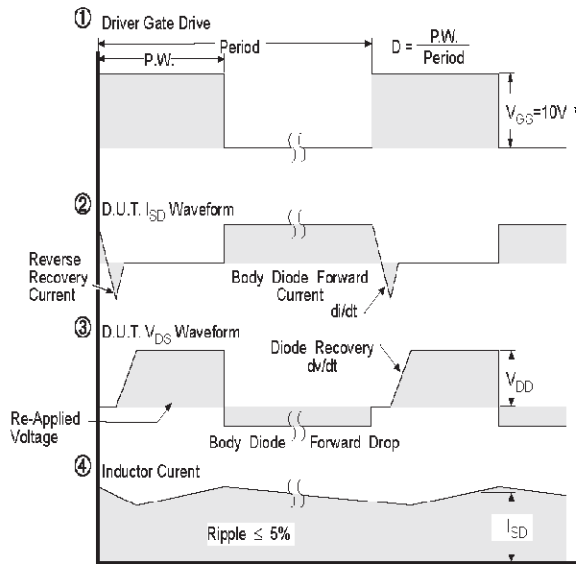 ① Driver Gate Drive
Period
P.W.
D = P.W.
Period
V_GS=10V *
② D.U.T. I_SD Waveform
Reverse
Recovery
Current
Body Diode Forward
Current
di/dt
③ D.U.T. V_DS Waveform
Diode Recovery
dv/dt
V_DD
Re-Applied
Voltage
Body Diode Forward Drop
④ Inductor Curent
Ripple ≤ 5%
I_SD